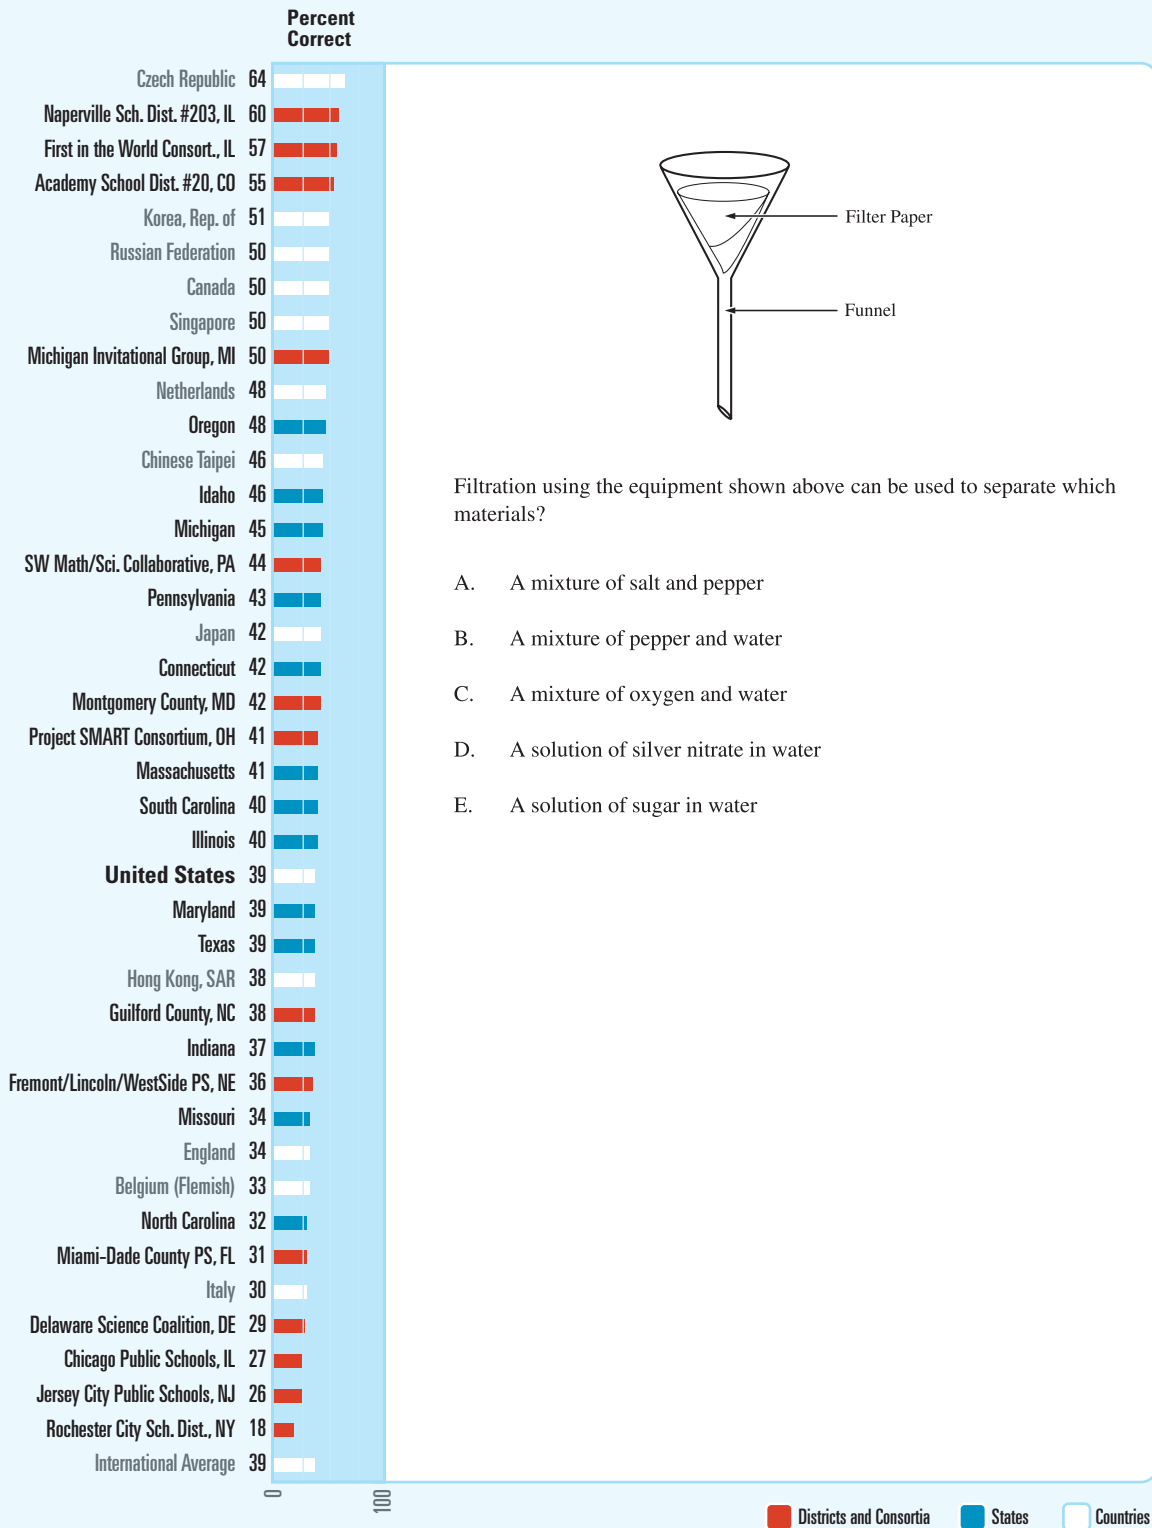 Percent
Correct
Czech Republic 64
Naperville Sch. Dist. #203, IL 60
First in the World Consort., IL 57
Academy School Dist. #20, CO 55
Korea, Rep. of 51
Russian Federation 50
Canada 50
Singapore 50
Michigan Invitational Group, MI 50
Netherlands 48
Oregon 48
Chinese Taipei 46
Idaho 46
Michigan 45
SW Math/Sci. Collaborative, PA 44
Pennsylvania 43
Japan 42
Connecticut 42
Montgomery County, MD 42
Project SMART Consortium, OH 41
Massachusetts 41
South Carolina 40
Illinois 40
United States 39
Maryland 39
Texas 39
Hong Kong, SAR 38
Guilford County, NC 38
Indiana 37
Fremont/Lincoln/WestSide PS, NE 36
Missouri 34
England 34
Belgium (Flemish) 33
North Carolina 32
Miami-Dade County PS, FL 31
Italy 30
Delaware Science Coalition, DE 29
Chicago Public Schools, IL 27
Jersey City Public Schools, NJ 26
Rochester City Sch. Dist., NY 18
International Average 39
0 100
Filter Paper
Funnel
Filtration using the equipment shown above can be used to separate which
materials?
A. A mixture of salt and pepper
B. A mixture of pepper and water
C. A mixture of oxygen and water
D. A solution of silver nitrate in water
E. A solution of sugar in water
Districts and Consortia States Countries